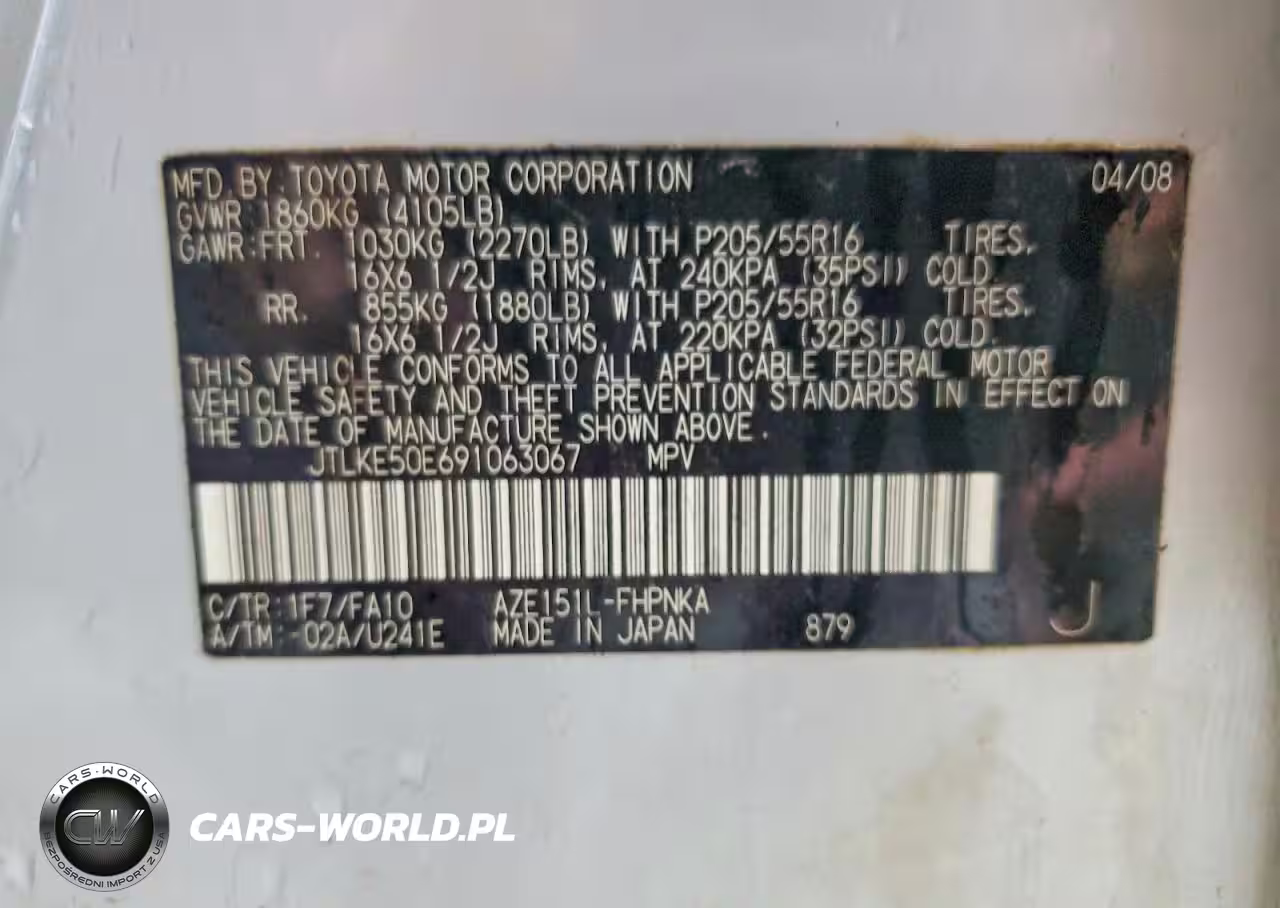 MFD. BY: TOYOTA MOTOR CORPORATION 04/08
GVWR 1860KG (4105LB)
GAWR: FRT. 1030KG (2270LB) WITH P205/55R16 TIRES,
16X6 1/2J RIMS, AT 240KPA (35PSI) COLD.
RR. 855KG (1880LB) WITH P205/55R16 TIRES,
16X6 1/2J RIMS, AT 220KPA (32PSI) COLD.
THIS VEHICLE CONFORMS TO ALL APPLICABLE FEDERAL MOTOR
VEHICLE SAFETY AND THEFT PREVENTION STANDARDS IN EFFECT ON
THE DATE OF MANUFACTURE SHOWN ABOVE.
JTLKE50E691063067 MPV
C/TR: 1F7/FA10 AZE151L-FHPNKA
A/TM -02A/U241E MADE IN JAPAN 879 J
CARS-WORLD
CW
BEZPOŚREDNI IMPORT Z USA
CARS-WORLD.PL